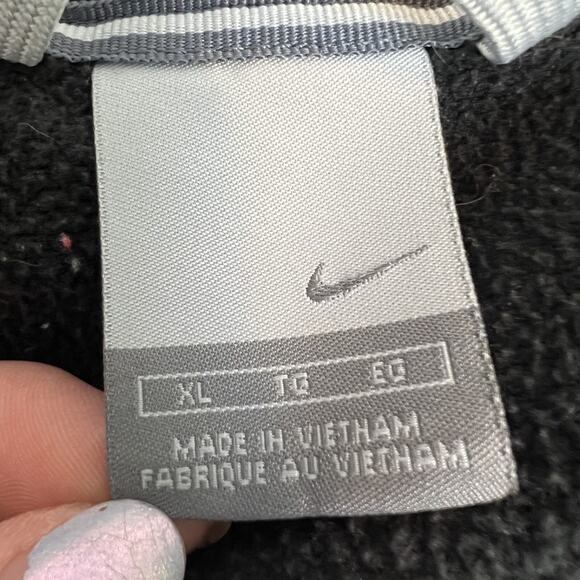 XL TG EG
MADE IN VIETNAM
FABRIQUE AU VIETNAM